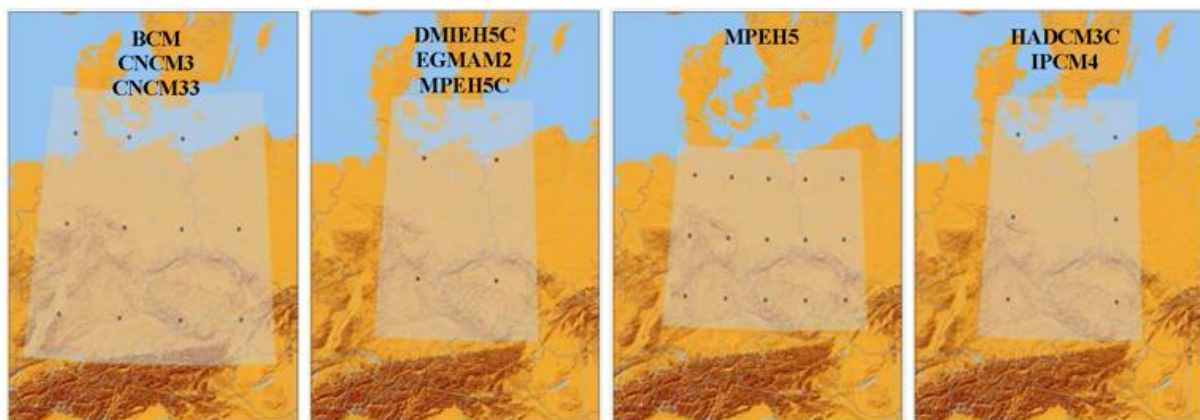 BCM
CNCM3
CNCM33
DMIEH5C
EGMAM2
MPEH5C
MPEH5
HADCM3C
IPCM4